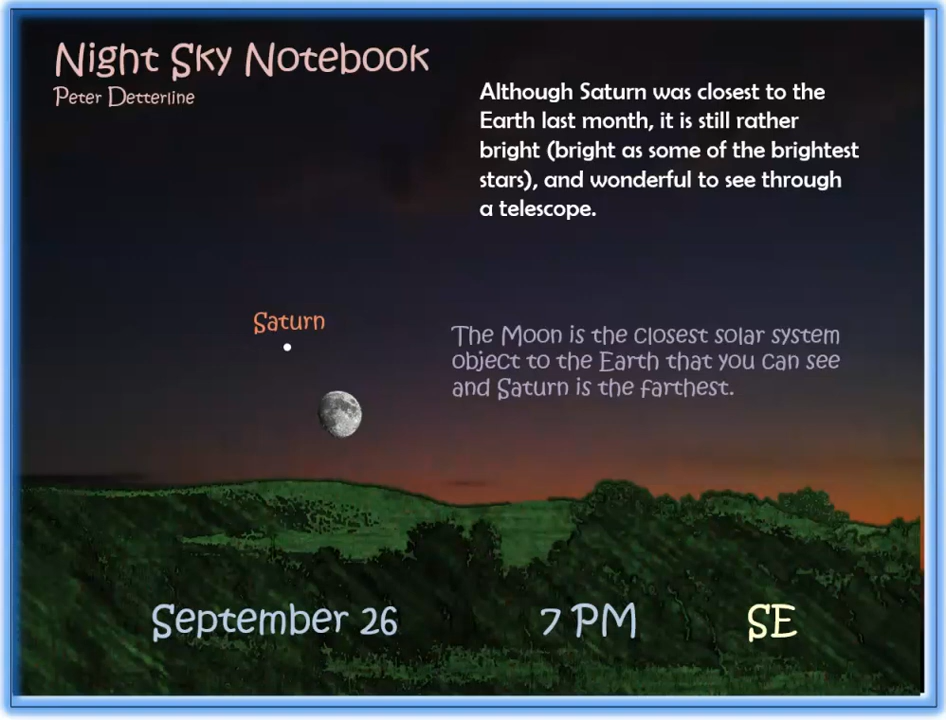 Night Sky Notebook
Peter Detterline
Although Saturn was closest to the
Earth last month, it is still rather
bright (bright as some of the brightest
stars), and wonderful to see through
a telescope.
Saturn
The Moon is the closest solar system
object to the Earth that you can see
and Saturn is the farthest.
September 26
7 PM
SE